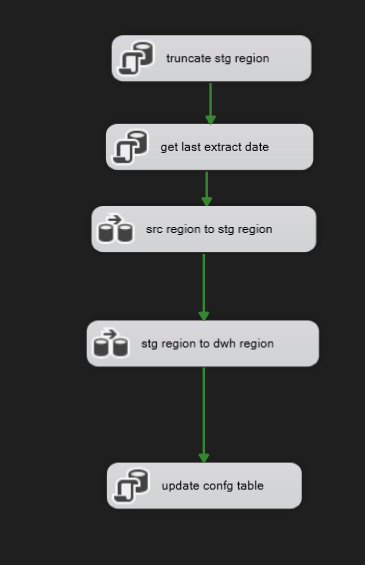 truncate stg region
get last extract date
src region to stg region
stg region to dwh region
update confg table